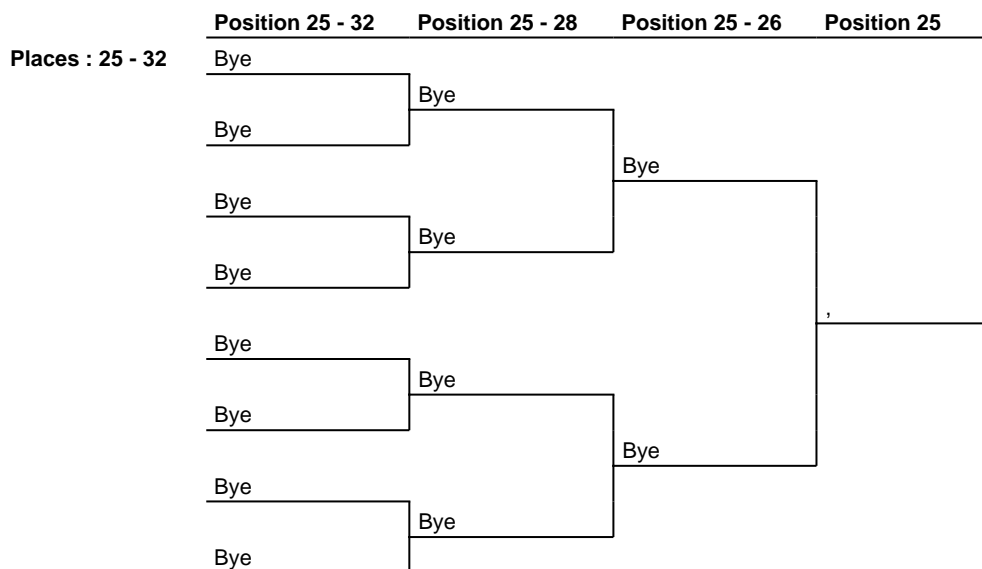 Position 25 - 32 Position 25 - 28 Position 25 - 26 Position 25
Places : 25 - 32 Bye
Bye
Bye
Bye
Bye
Bye
Bye
,
Bye
Bye
Bye
Bye
Bye
Bye
Bye